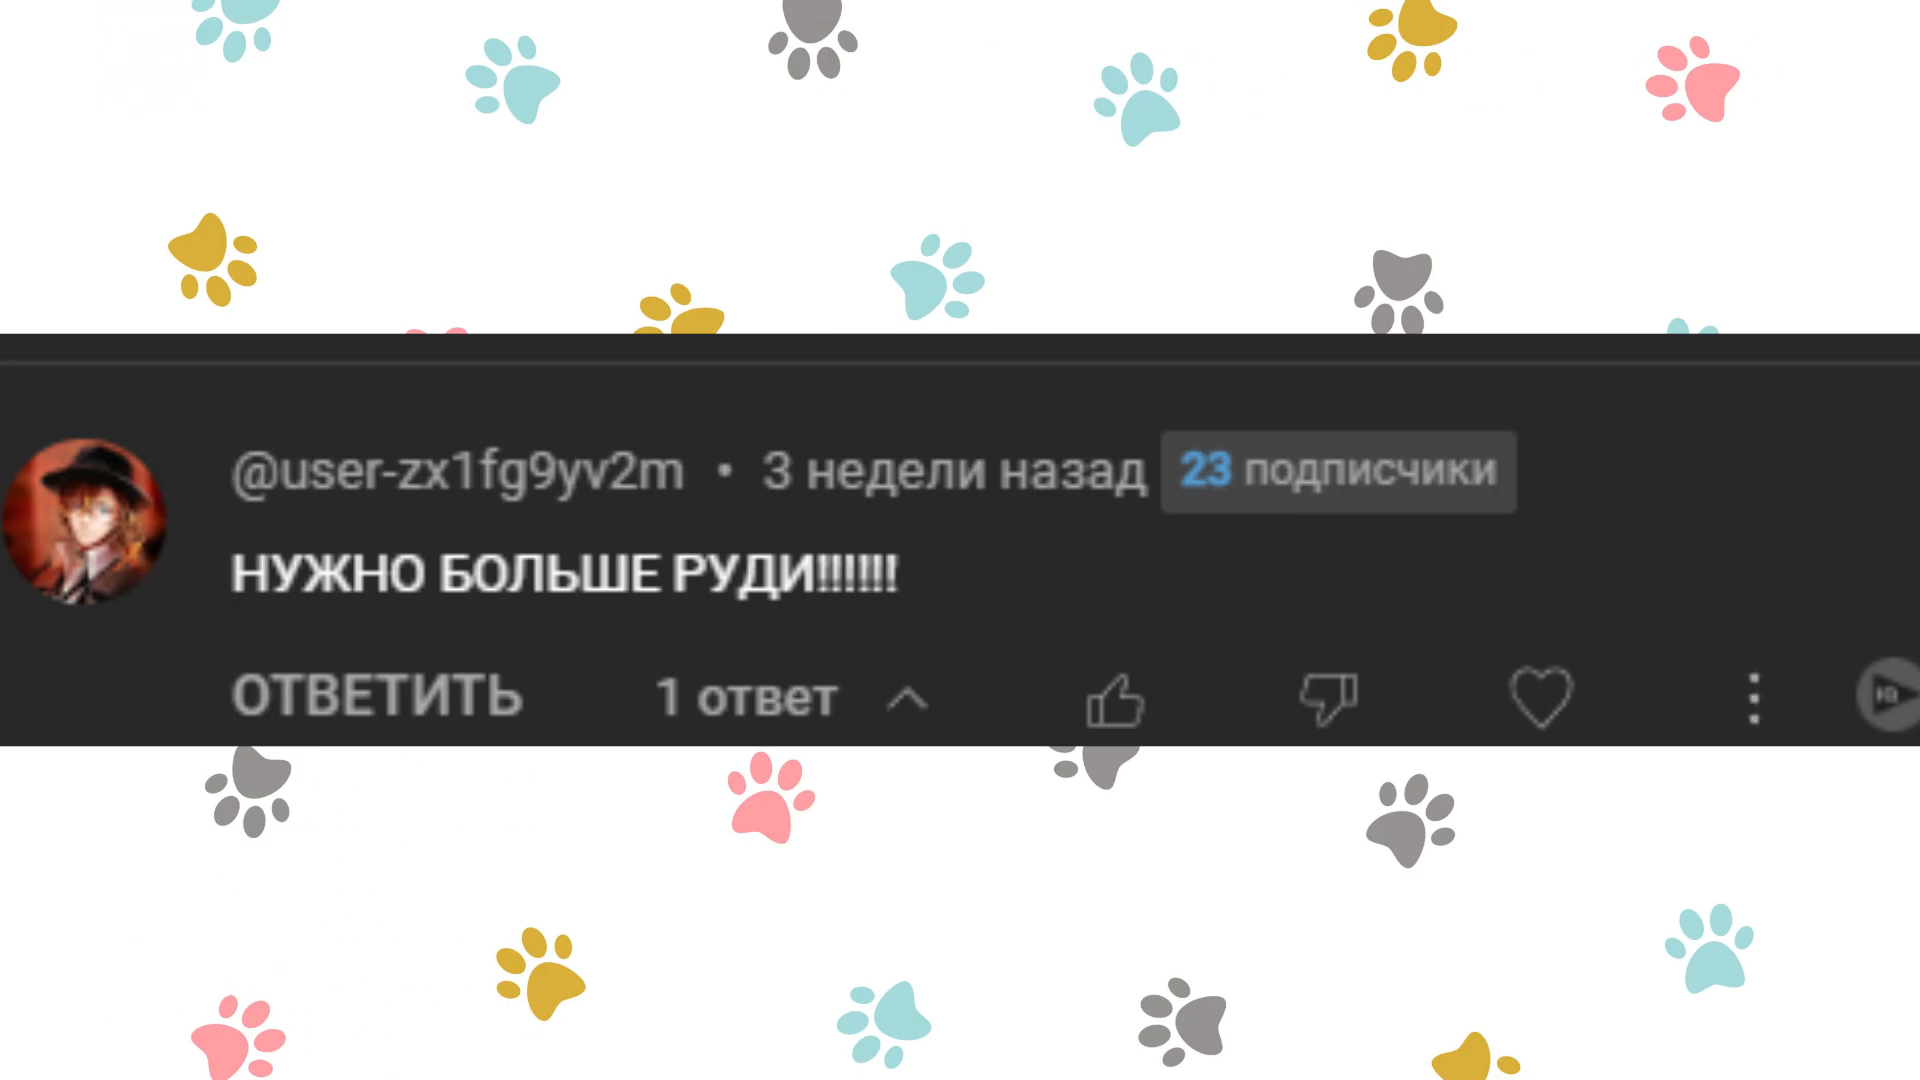 @user-zx1fg9yv2m • 3 недели назад 23 подписчики
НУЖНО БОЛЬШЕ РУДИ!!!!!!
ОТВЕТИТЬ 1 ответ